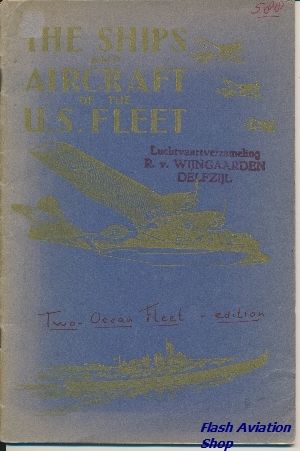 500
THE SHIPS
AND
AIRCRAFT
OF THE
U.S. FLEET
Luchtvaartverzameling
R. v. WIJNGAARDEN
DELFZIJL
Two-Ocean Fleet - edition
Flash Aviation
Shop